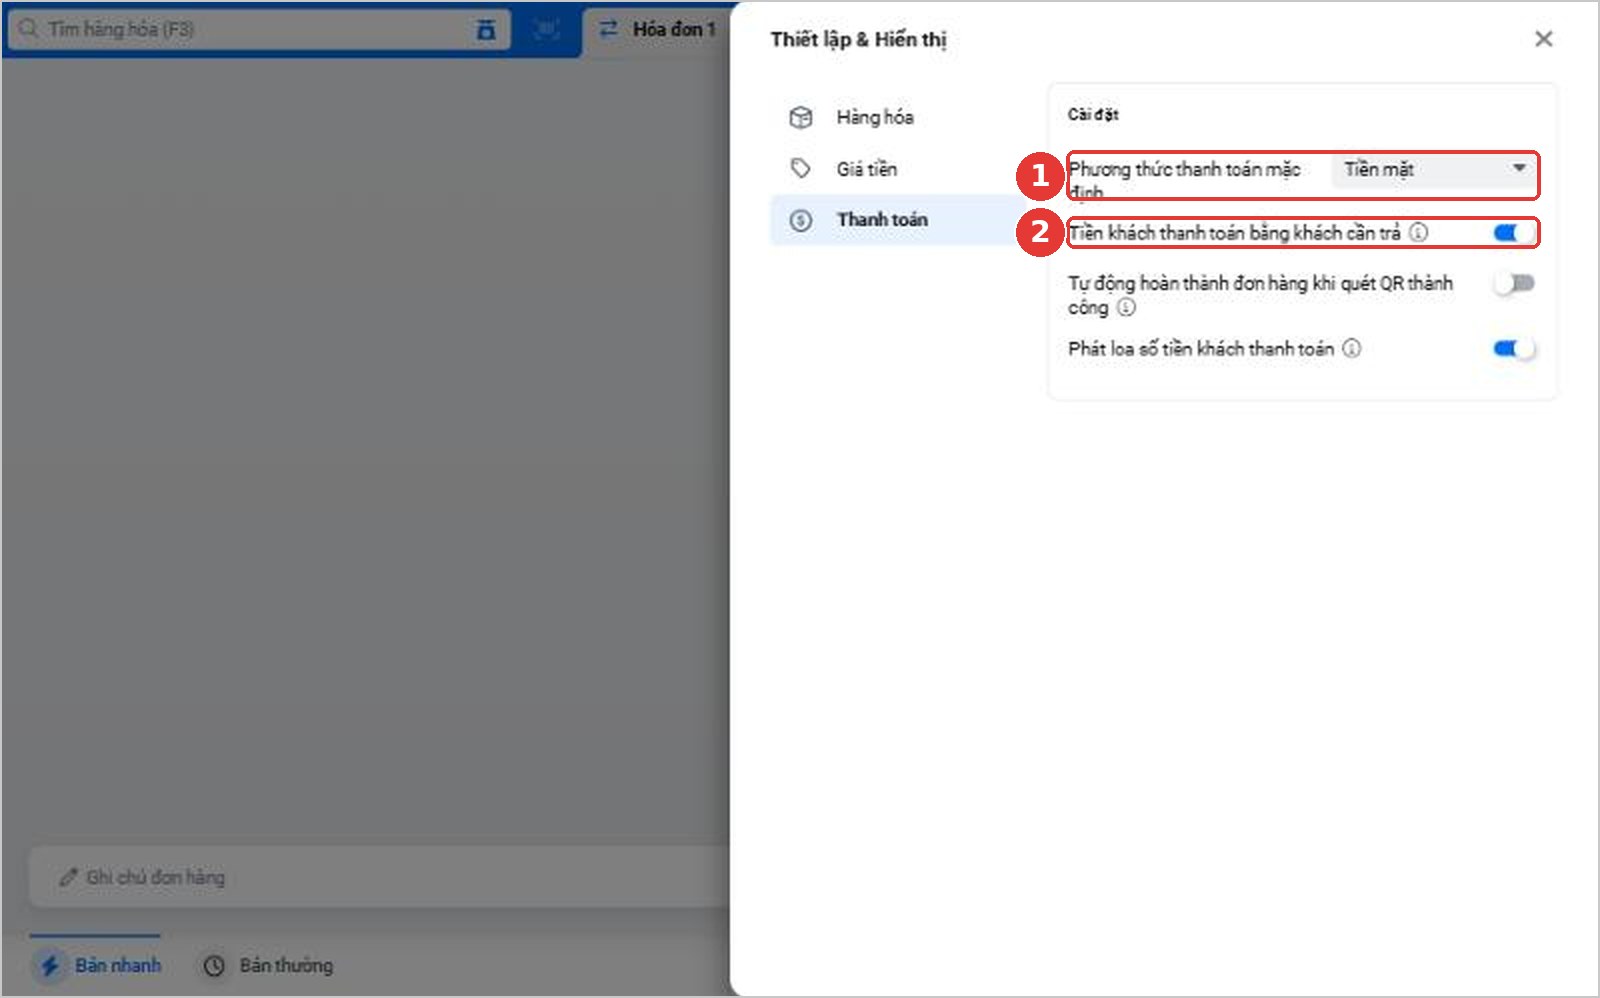 Tìm hàng hóa (F3)
Hóa đơn 1
Thiết lập & Hiển thị
Hàng hóa
Giá tiền
Thanh toán
Cài đặt
1
Phương thức thanh toán mặc
định
Tiền mặt
2
Tiền khách thanh toán bằng khách cần trả
Tự động hoàn thành đơn hàng khi quét QR thành
công
Phát loa số tiền khách thanh toán
Ghi chú đơn hàng
Bán nhanh
Bán thường